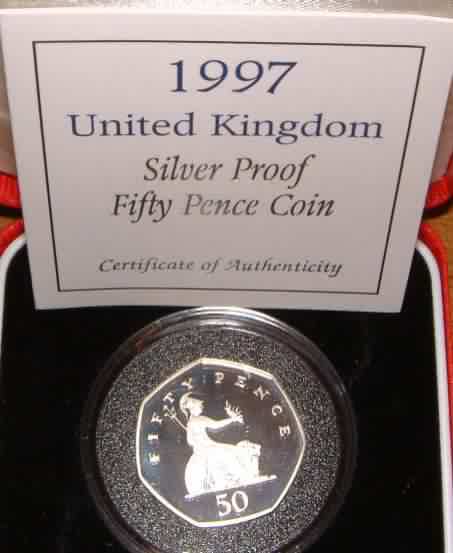 1997
United Kingdom
Silver Proof
Fifty Pence Coin
Certificate of Authenticity
FIFTY PENCE
50